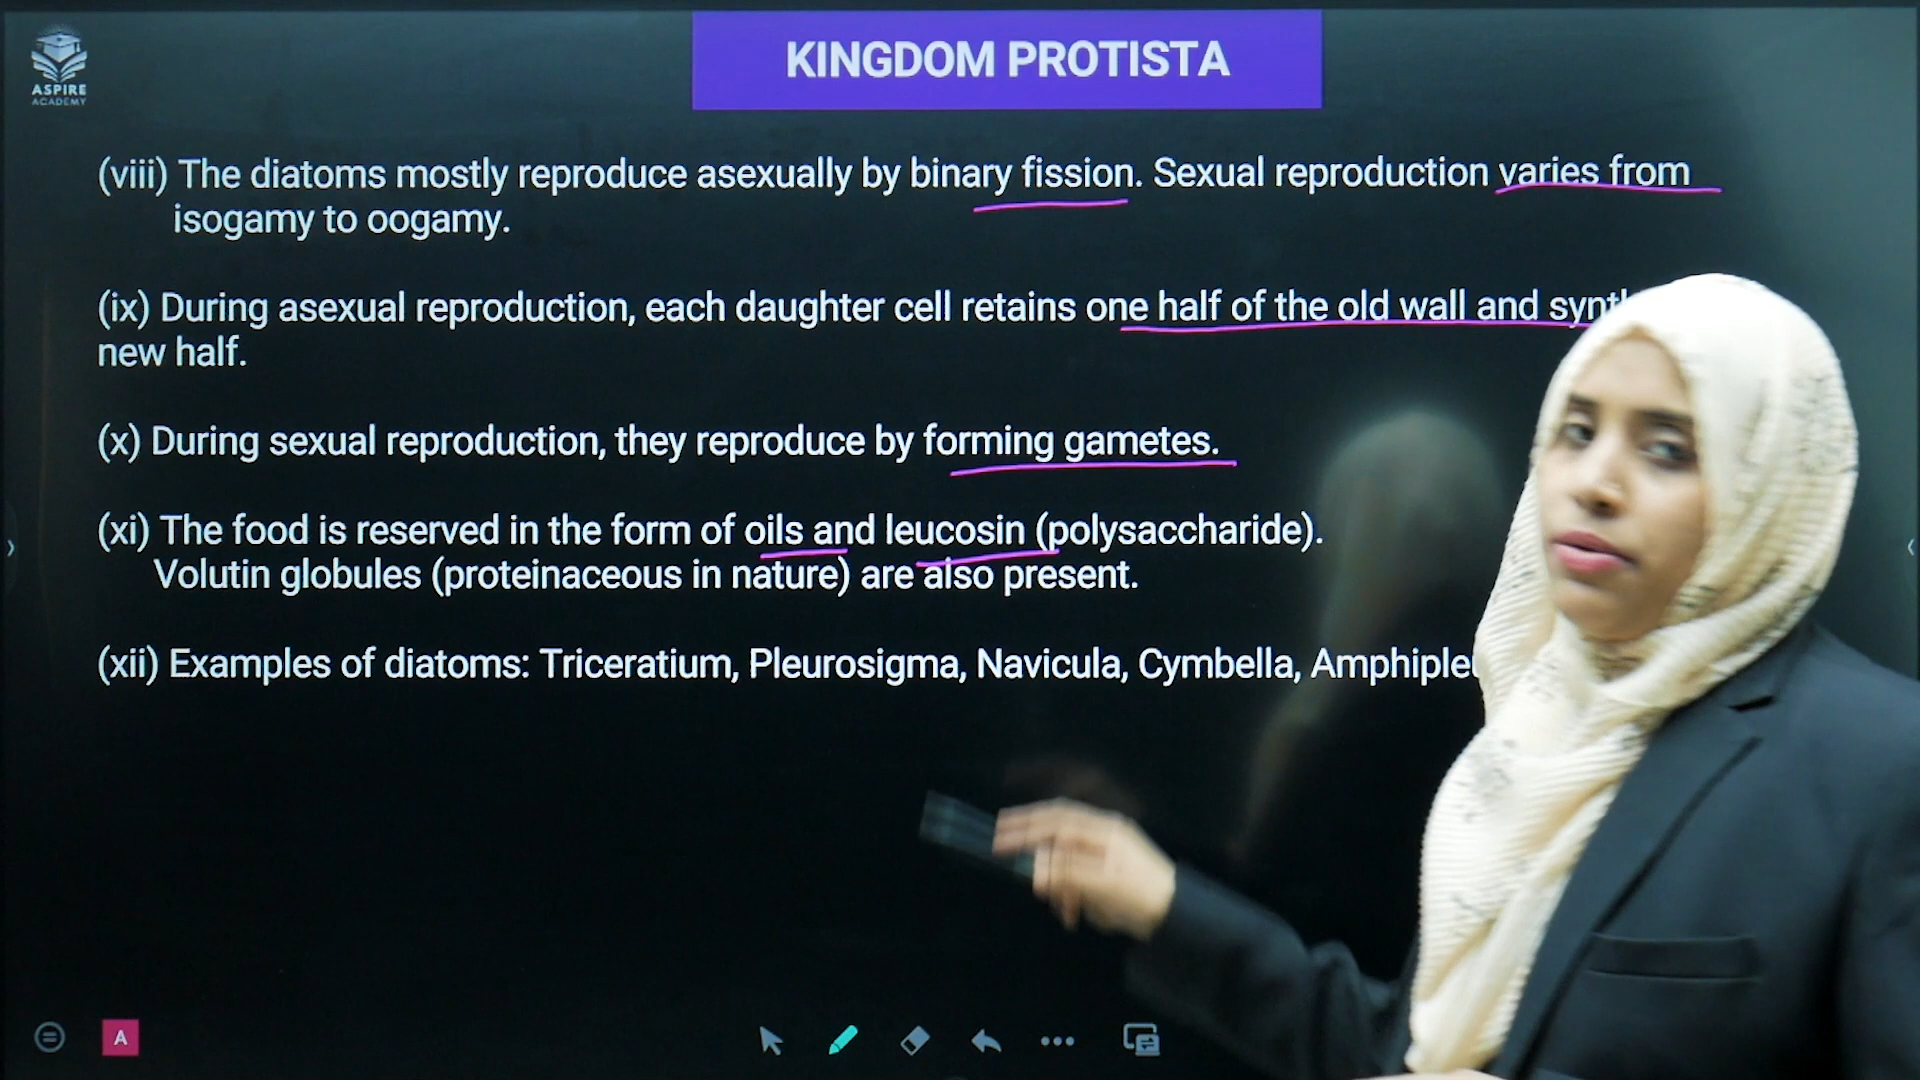 ASPIRE
ACADEMY
KINGDOM PROTISTA
(viii) The diatoms mostly reproduce asexually by binary fission. Sexual reproduction varies from
isogamy to oogamy.
(ix) During asexual reproduction, each daughter cell retains one half of the old wall and
new half.
(x) During sexual reproduction, they reproduce by forming gametes.
(xi) The food is reserved in the form of oils and leucosin (polysaccharide).
Volutin globules (proteinaceous in nature) are also present.
(xii) Examples of diatoms: Triceratium, Pleurosigma, Navicula, Cymbella,
A